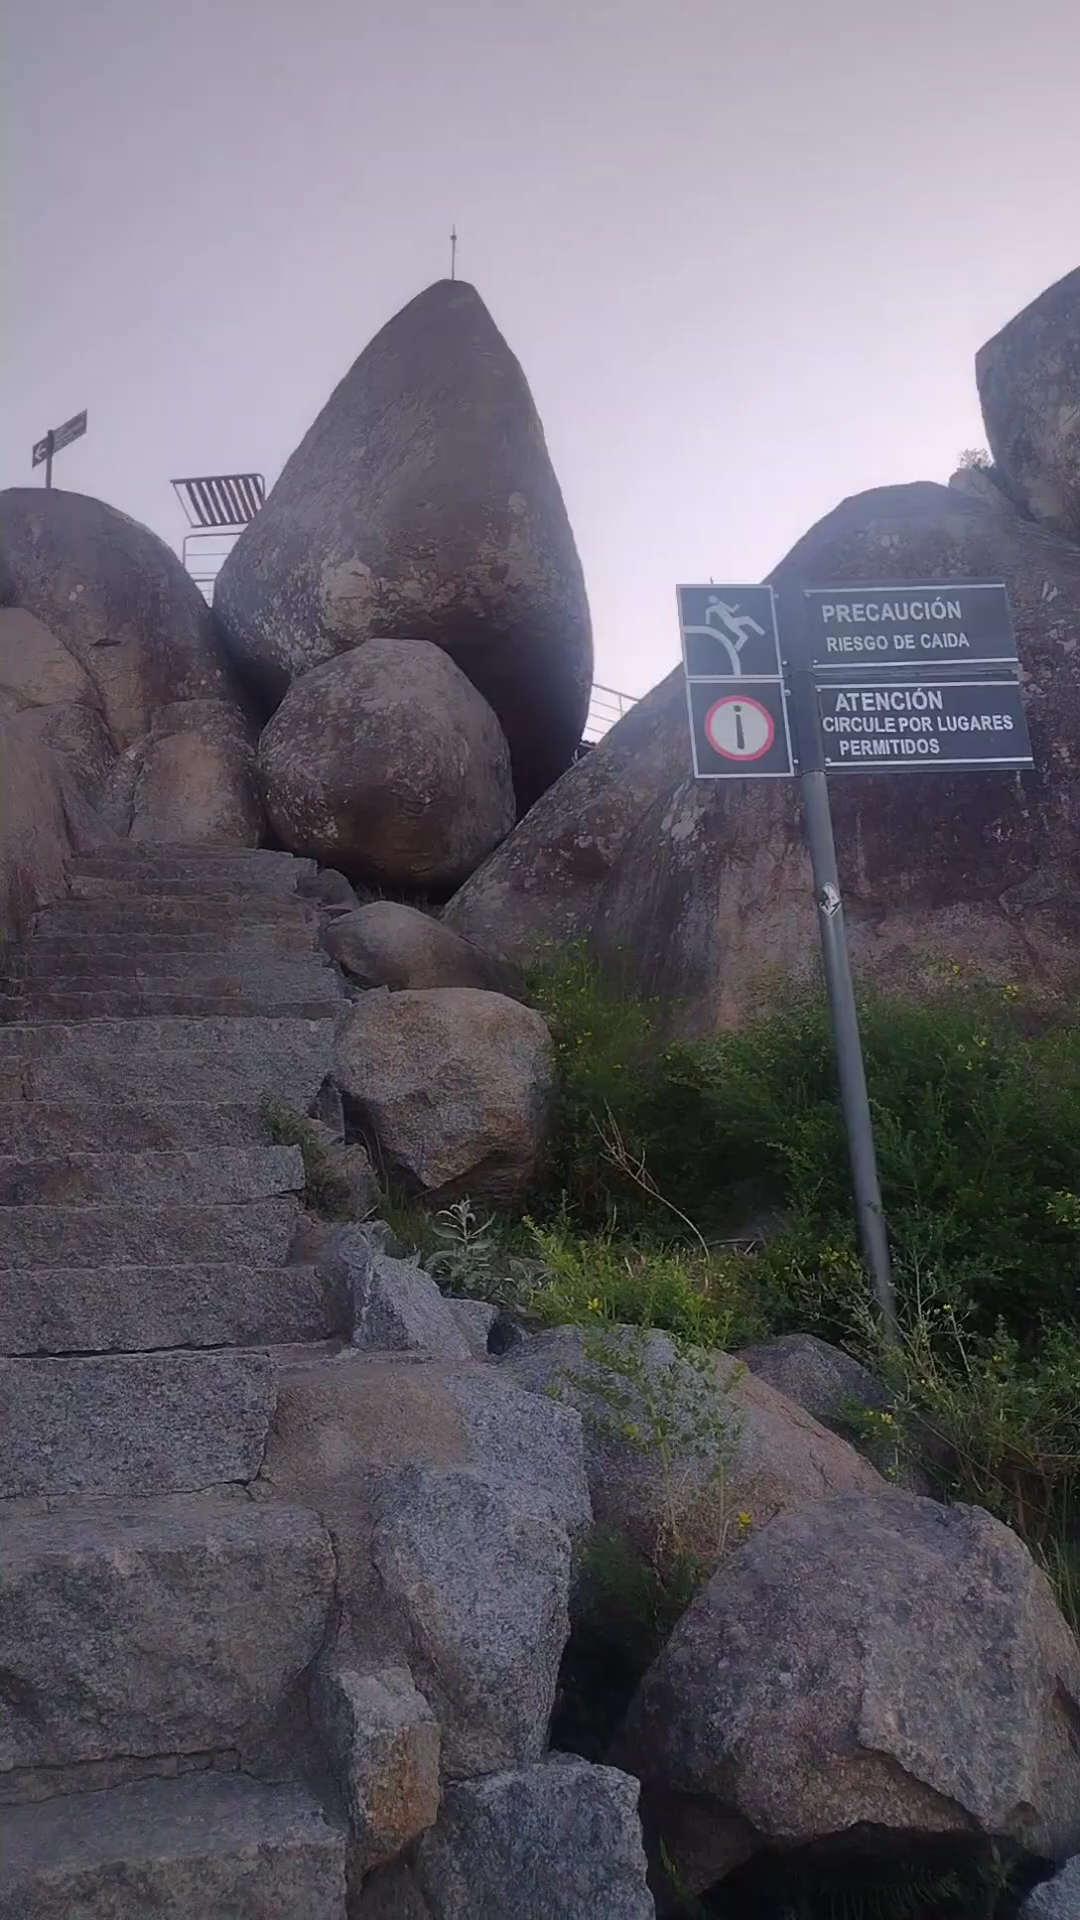 PRECAUCIÓN
RIESGO DE CAIDA
ATENCIÓN
CIRCULE POR LUGARES
PERMITIDOS